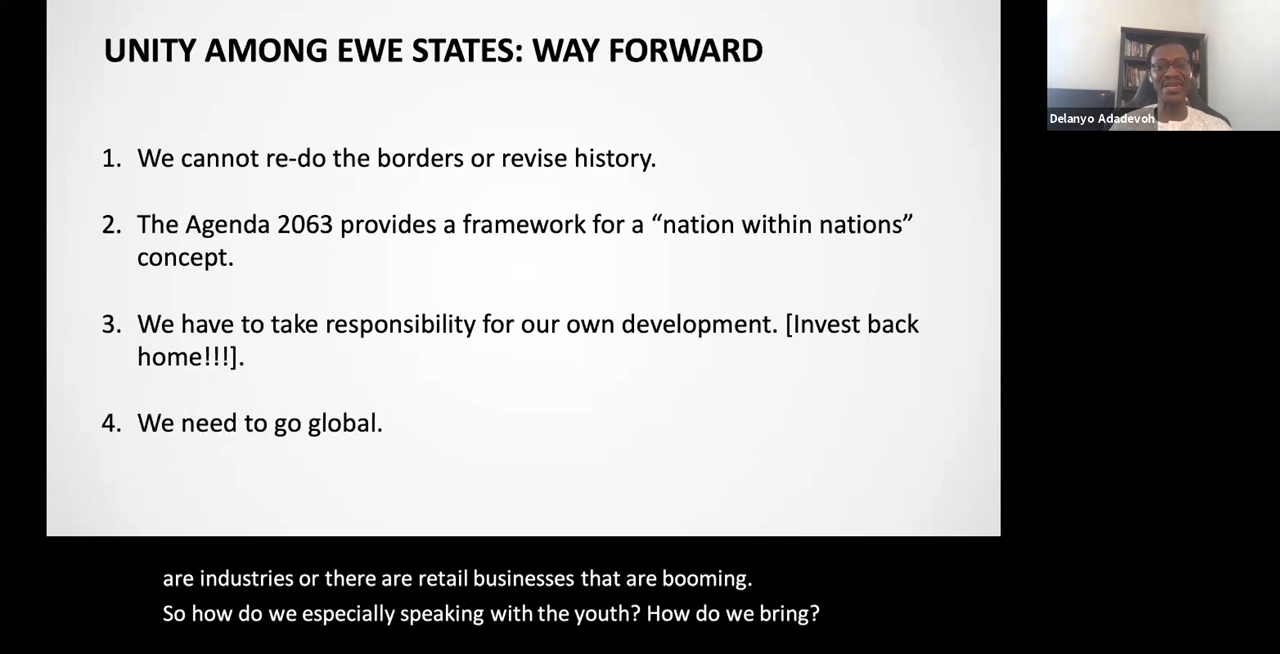 UNITY AMONG EWE STATES: WAY FORWARD
Delanyo Adadevoh
1. We cannot re-do the borders or revise history.
2. The Agenda 2063 provides a framework for a “nation within nations”
concept.
3. We have to take responsibility for our own development. [Invest back
home!!!].
4. We need to go global.
are industries or there are retail businesses that are booming.
So how do we especially speaking with the youth? How do we bring?